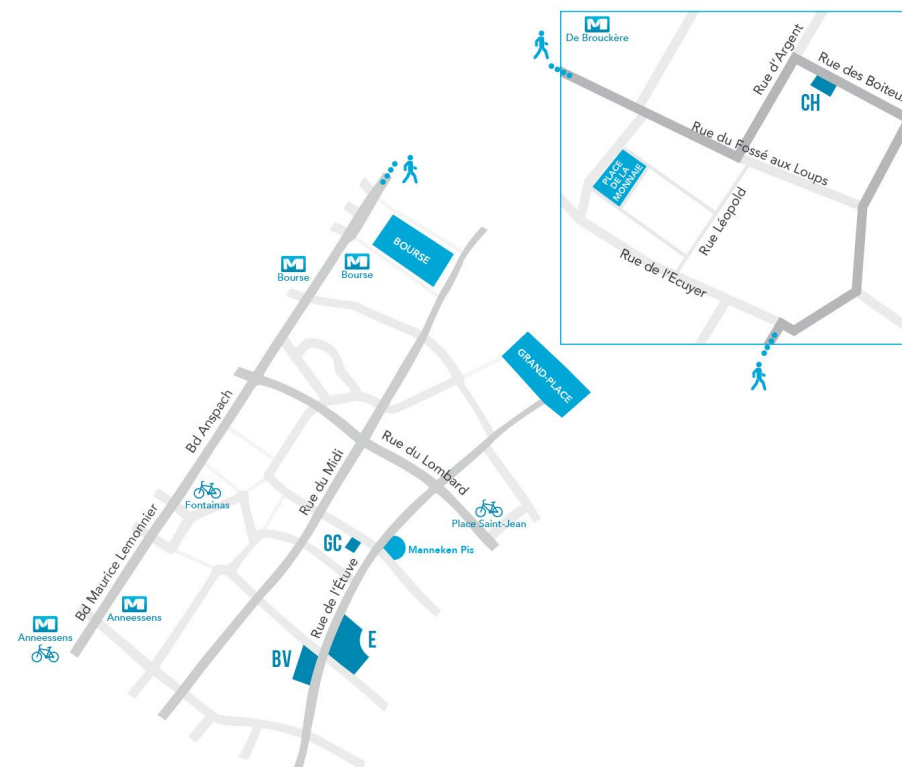 M
De Brouckère
Rue d'Argent
Rue des Boiteux
CH
Rue du Fossé aux Loups
PLACE
DE LA
MONNAIE
Rue Léopold
Rue de l'Ecuyer
BOURSE
M
Bourse
M
Bourse
GRAND-PLACE
Bd Anspach
Rue du Midi
Rue du Lombard
Fontainas
Place Saint-Jean
Bd Maurice Lemonnier
GC
Manneken Pis
Rue de l'Étuve
M
Anneessens
M
Anneessens
E
BV